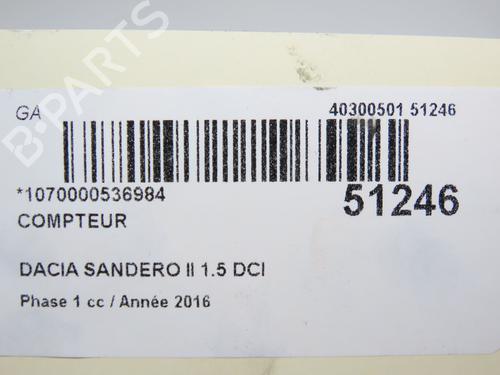 GA 40300501 51246
*1070000536984 51246
COMPTEUR
DACIA SANDERO II 1.5 DCI
Phase 1 cc / Année 2016
B-PARTS